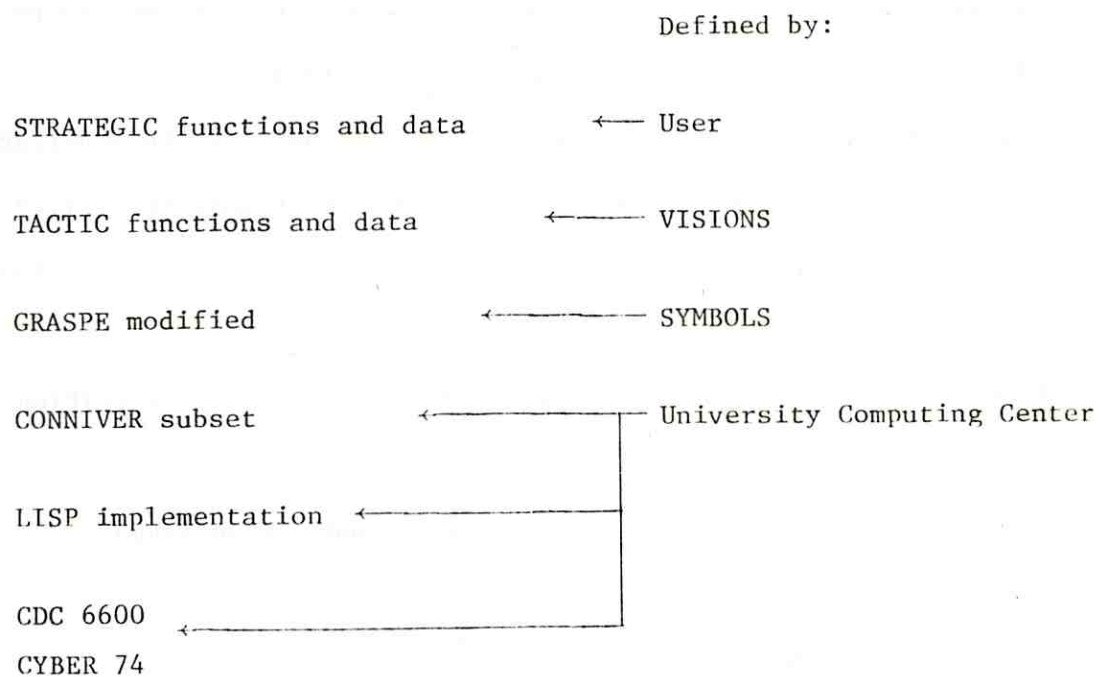 Defined by:
STRATEGIC functions and data User
TACTIC functions and data VISIONS
GRASPE modified SYMBOLS
CONNIVER subset University Computing Center
LISP implementation
CDC 6600
CYBER 74